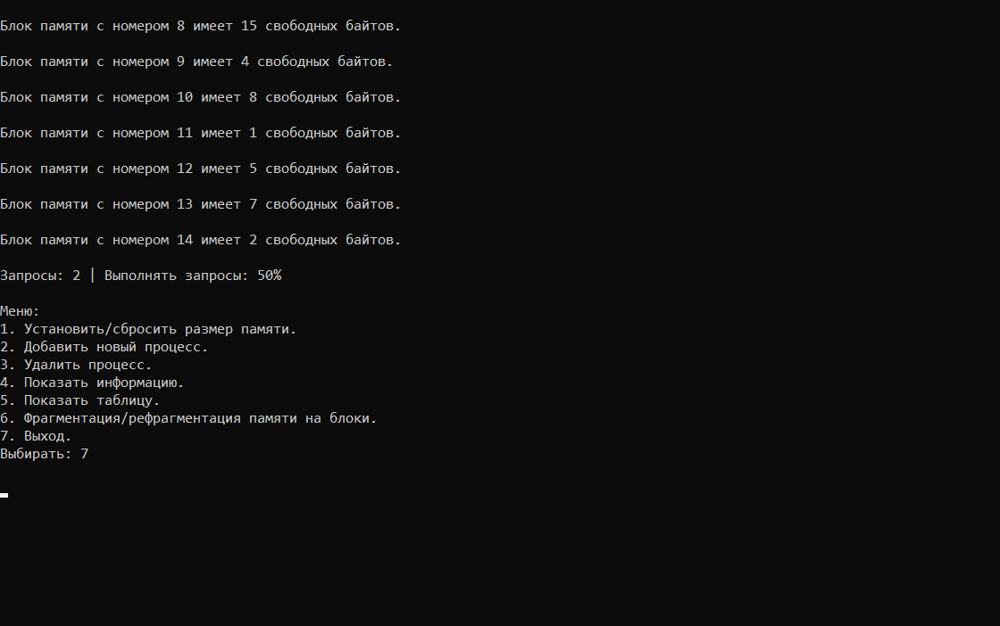 Блок памяти с номером 8 имеет 15 свободных байтов.
Блок памяти с номером 9 имеет 4 свободных байтов.
Блок памяти с номером 10 имеет 8 свободных байтов.
Блок памяти с номером 11 имеет 1 свободных байтов.
Блок памяти с номером 12 имеет 5 свободных байтов.
Блок памяти с номером 13 имеет 7 свободных байтов.
Блок памяти с номером 14 имеет 2 свободных байтов.
Запросы: 2 | Выполнять запросы: 50%
Меню:
1. Установить/сбросить размер памяти.
2. Добавить новый процесс.
3. Удалить процесс.
4. Показать информацию.
5. Показать таблицу.
6. Фрагментация/рефрагментация памяти на блоки.
7. Выход.
Выбирать: 7